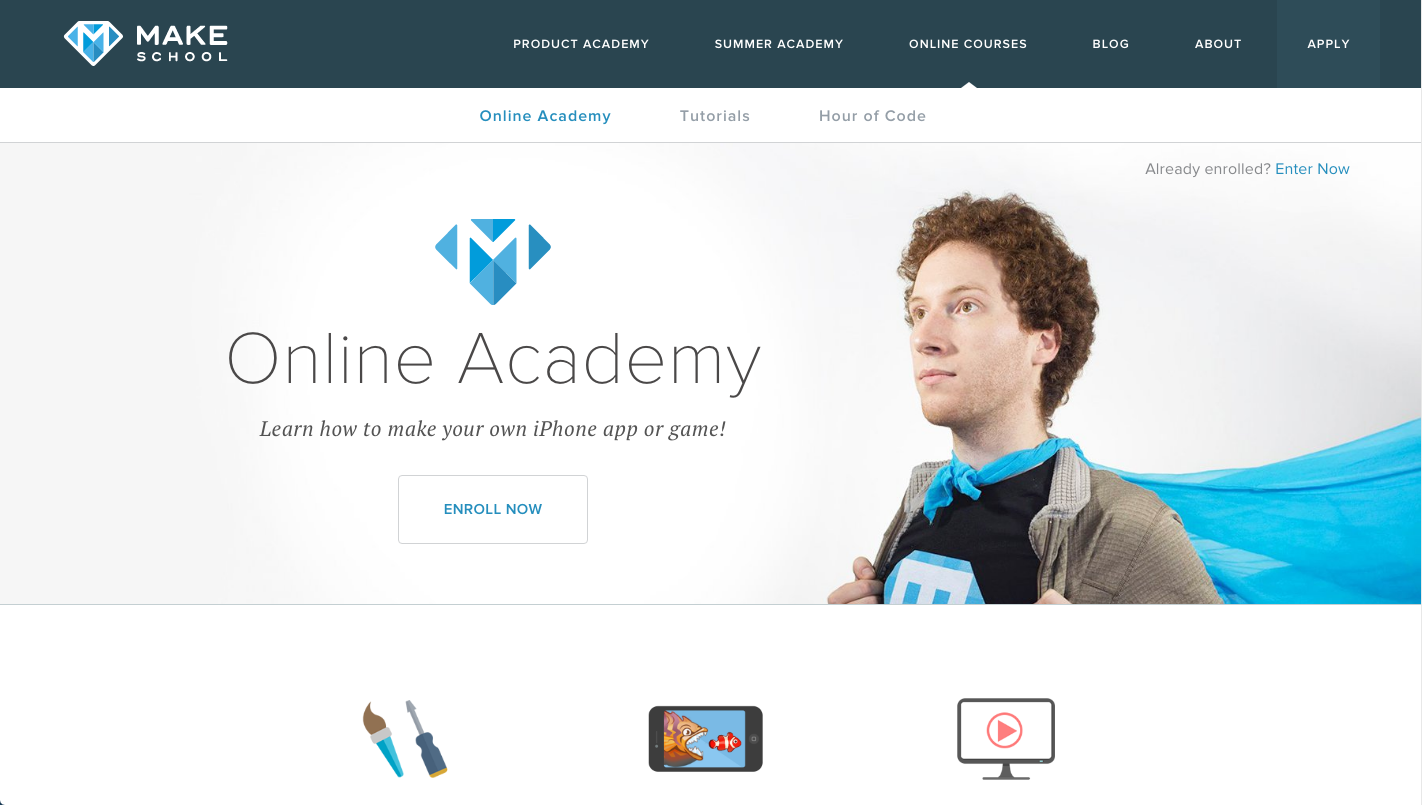 MAKE
SCHOOL
PRODUCT ACADEMY
SUMMER ACADEMY
ONLINE COURSES
BLOG
ABOUT
APPLY
Online Academy
Tutorials
Hour of Code
Already enrolled? Enter Now
Online Academy
Learn how to make your own iPhone app or game!
ENROLL NOW